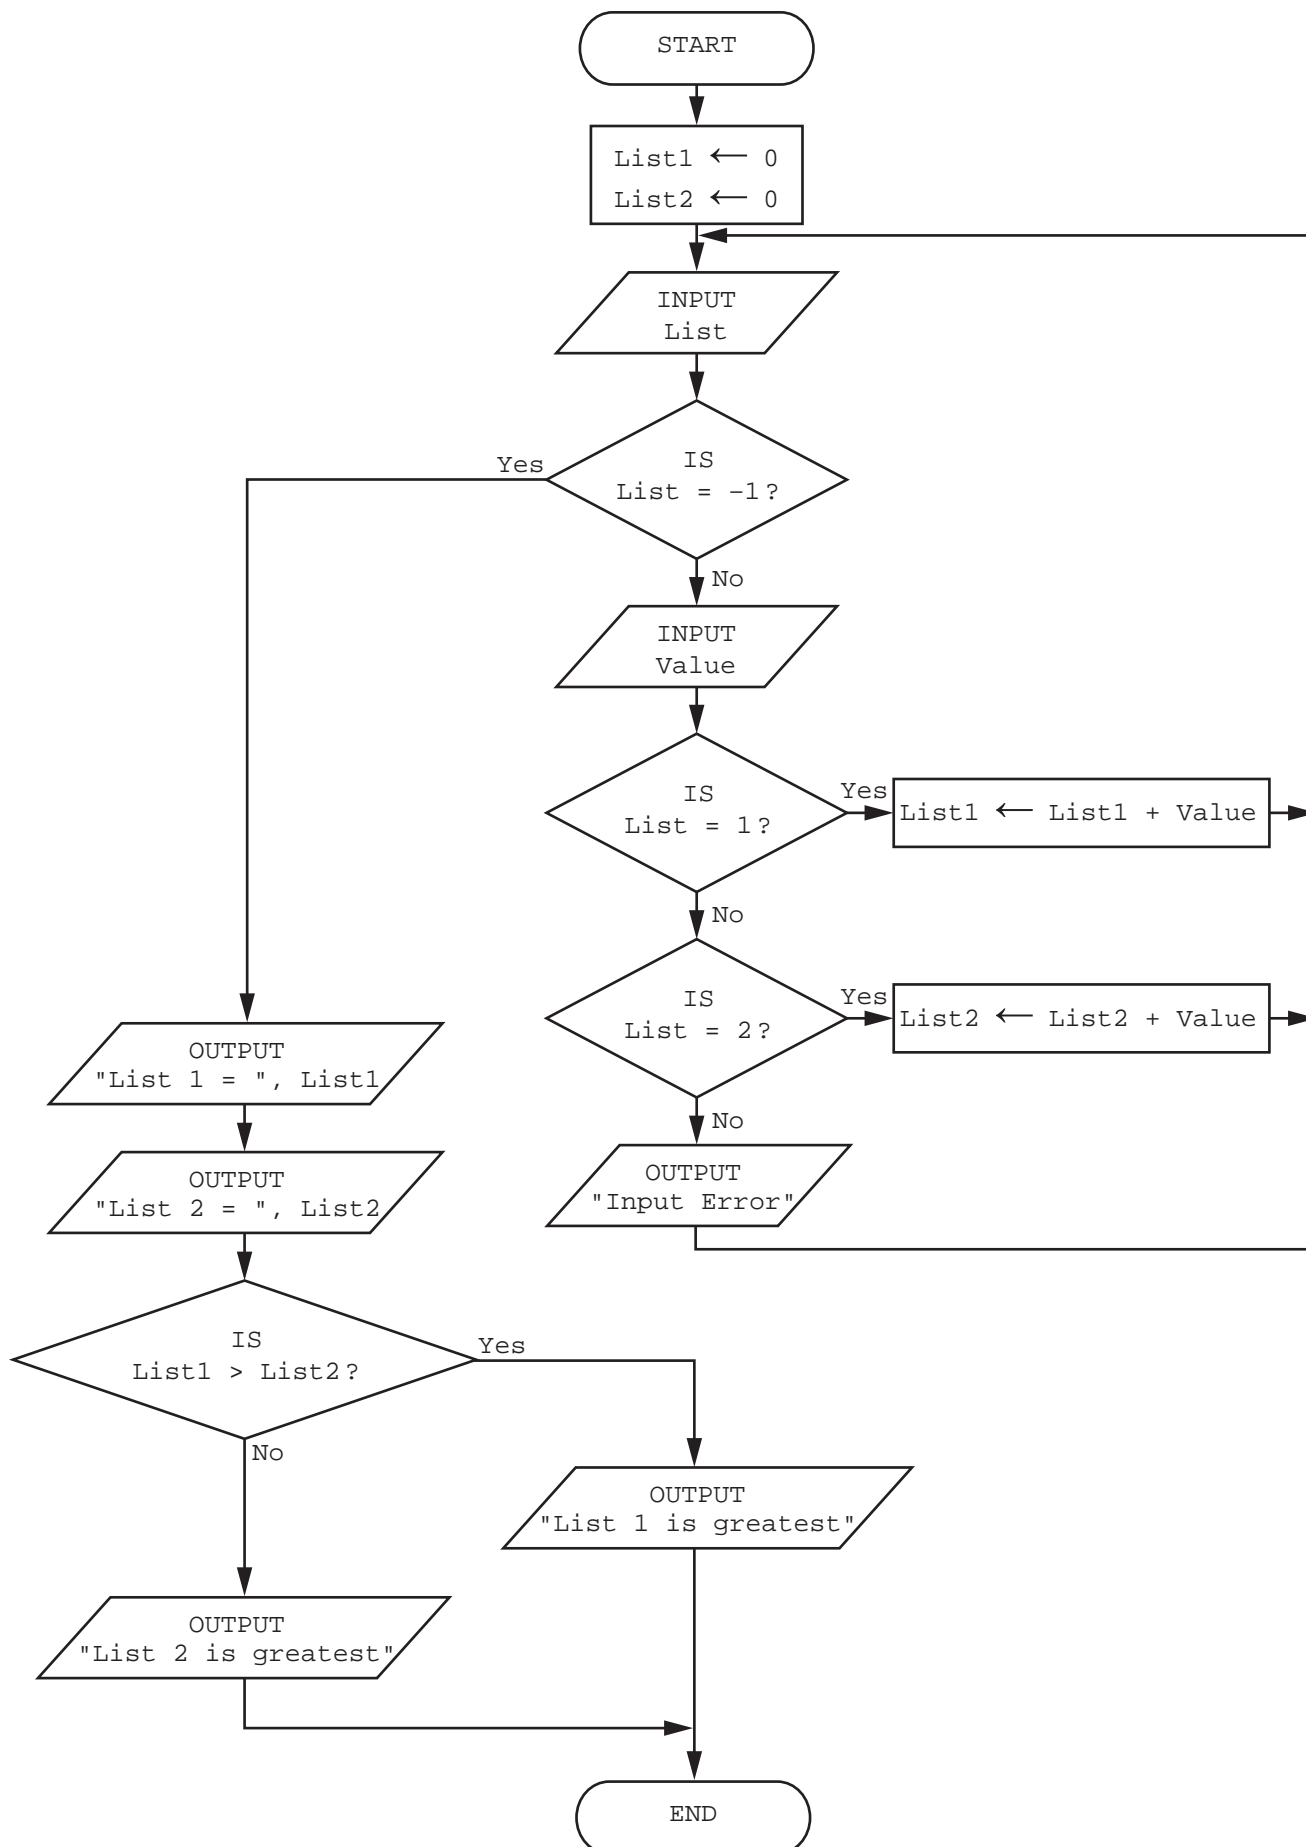 START
List1 ← 0
List2 ← 0
INPUT
List
IS
List = –1?
Yes
No
INPUT
Value
IS
List = 1?
Yes
List1 ← List1 + Value
No
IS
List = 2?
Yes
List2 ← List2 + Value
No
OUTPUT
"Input Error"
OUTPUT
"List 1 = ", List1
OUTPUT
"List 2 = ", List2
IS
List1 > List2?
Yes
No
OUTPUT
"List 1 is greatest"
OUTPUT
"List 2 is greatest"
END